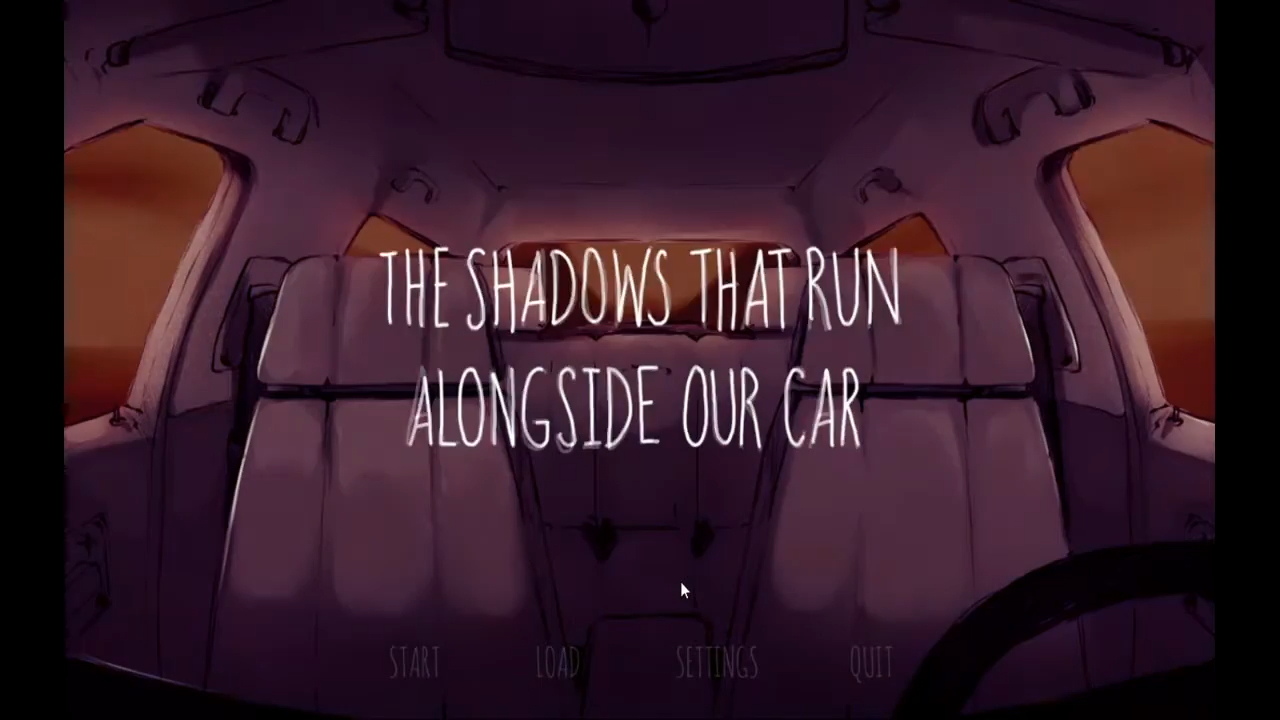 THE SHADOWS THAT RUN
ALONGSIDE OUR CAR
START LOAD SETTINGS QUIT